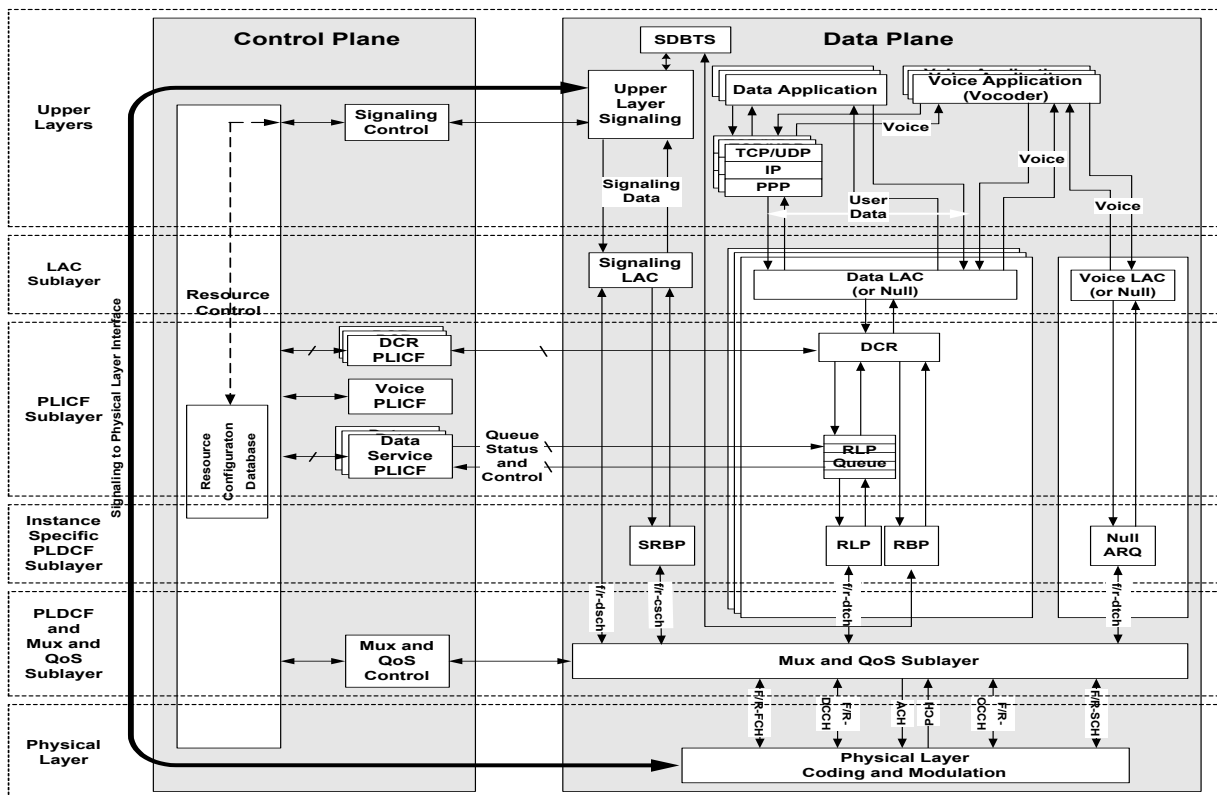 Control Plane
Data Plane
SDBTS
Upper
Layers
Signaling
Control
Upper
Layer
Signaling
Data Application
Voice Application
Voice Application
(Vocoder)
Voice
Voice
Voice
TCP/UDP
IP
PPP
Signaling
Data
User
Data
LAC
Sublayer
Signaling
LAC
Data LAC
(or Null)
Voice LAC
(or Null)
Resource
Control
Signaling to Physical Layer Interface
PLICF
Sublayer
DCR
PLICF
DCR
Voice
PLICF
Resource
Configuraton
Database
Data
Service
PLICF
Queue
Status
and
Control
RLP
Queue
Instance
Specific
PLDCF
Sublayer
SRBP
RLP
RBP
Null
ARQ
f/r-dsch
f/r-csch
f/r-dtch
f/r-dtch
PLDCF
and
Mux and
QoS
Sublayer
Mux and
QoS
Control
Mux and QoS Sublayer
F/R-FCH
F/R-
DCCH
ACH
PCH
F/R-
CCCH
F/R-SCH
Physical
Layer
Physical Layer
Coding and Modulation